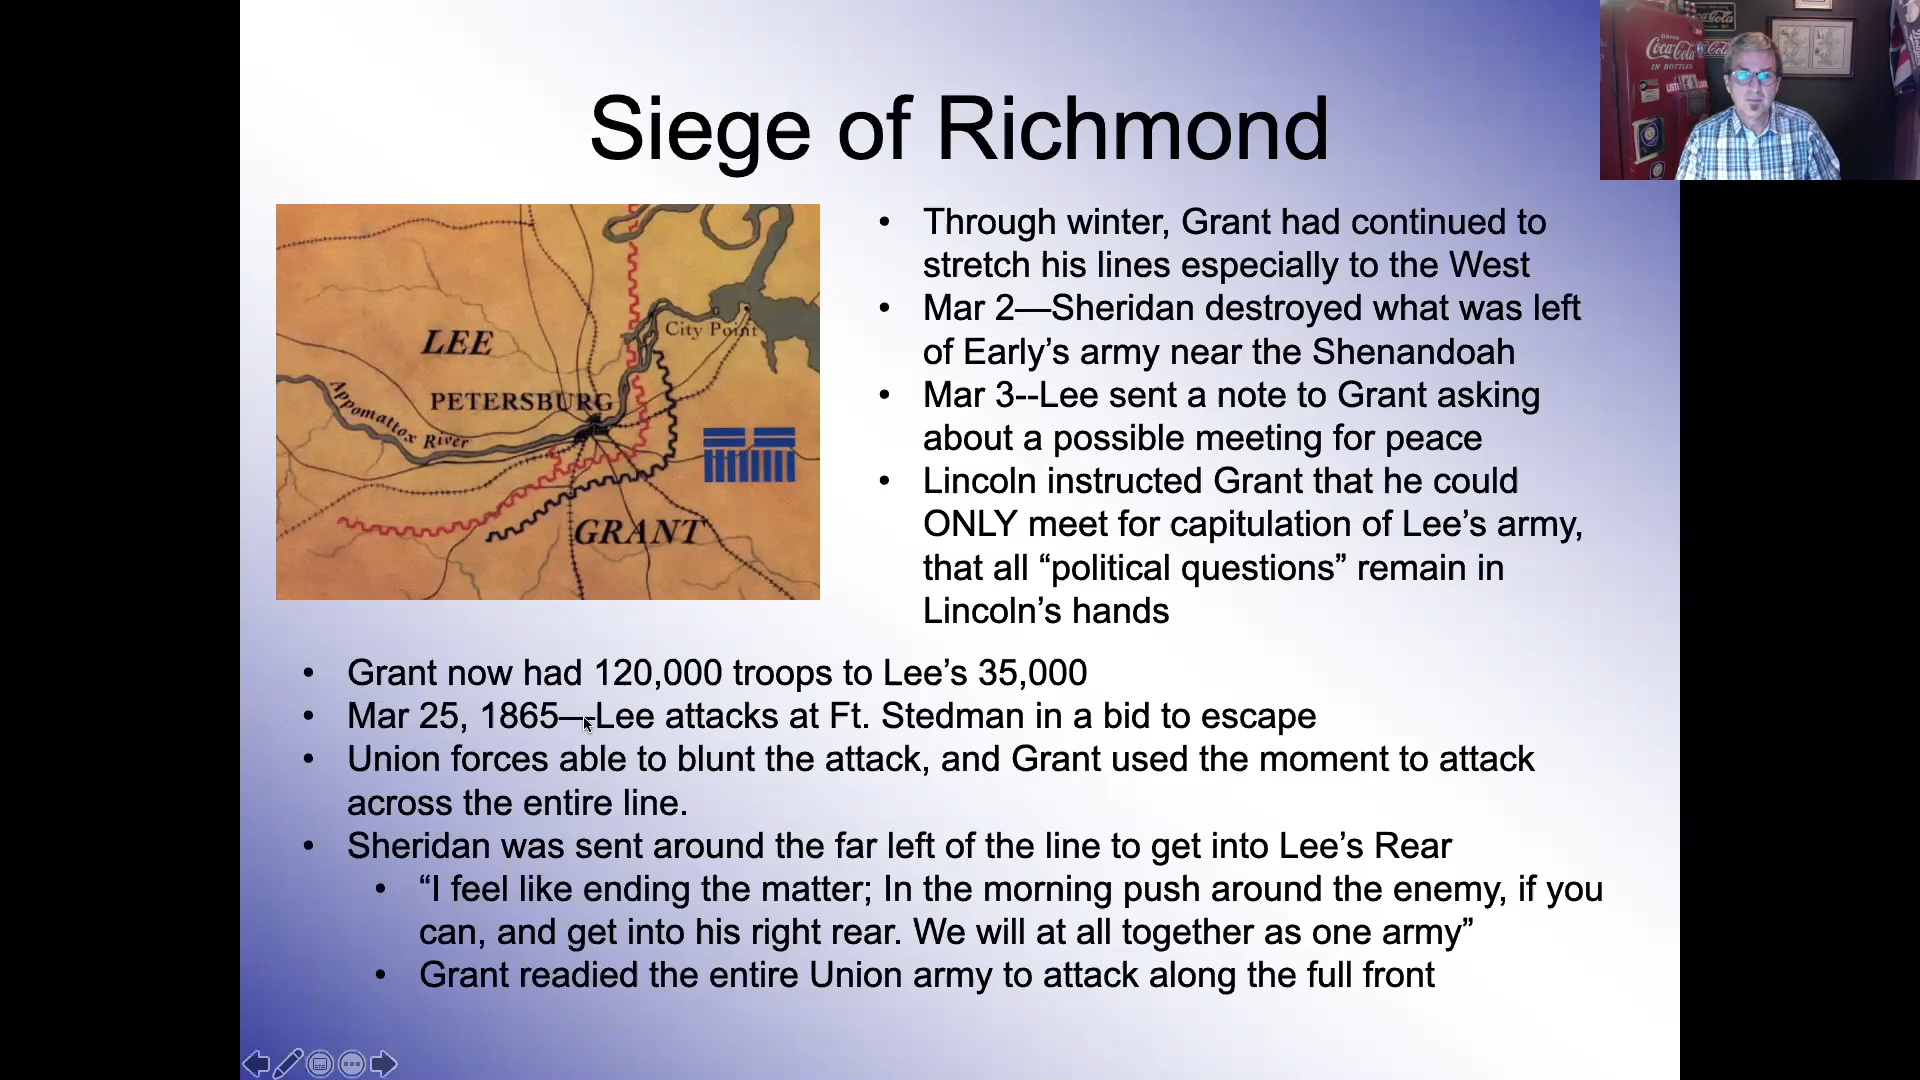 Siege of Richmond
LEE
PETERSBURG
Appomattox River
City Point
GRANT
• Through winter, Grant had continued to
stretch his lines especially to the West
• Mar 2—Sheridan destroyed what was left
of Early’s army near the Shenandoah
• Mar 3--Lee sent a note to Grant asking
about a possible meeting for peace
• Lincoln instructed Grant that he could
ONLY meet for capitulation of Lee’s army,
that all “political questions” remain in
Lincoln’s hands
• Grant now had 120,000 troops to Lee’s 35,000
• Mar 25, 1865—Lee attacks at Ft. Stedman in a bid to escape
• Union forces able to blunt the attack, and Grant used the moment to attack
across the entire line.
• Sheridan was sent around the far left of the line to get into Lee’s Rear
• “I feel like ending the matter; In the morning push around the enemy, if you
can, and get into his right rear. We will at all together as one army”
• Grant readied the entire Union army to attack along the full front
DRINK
Coca-Cola
IN BOTTLES
Coca-Cola